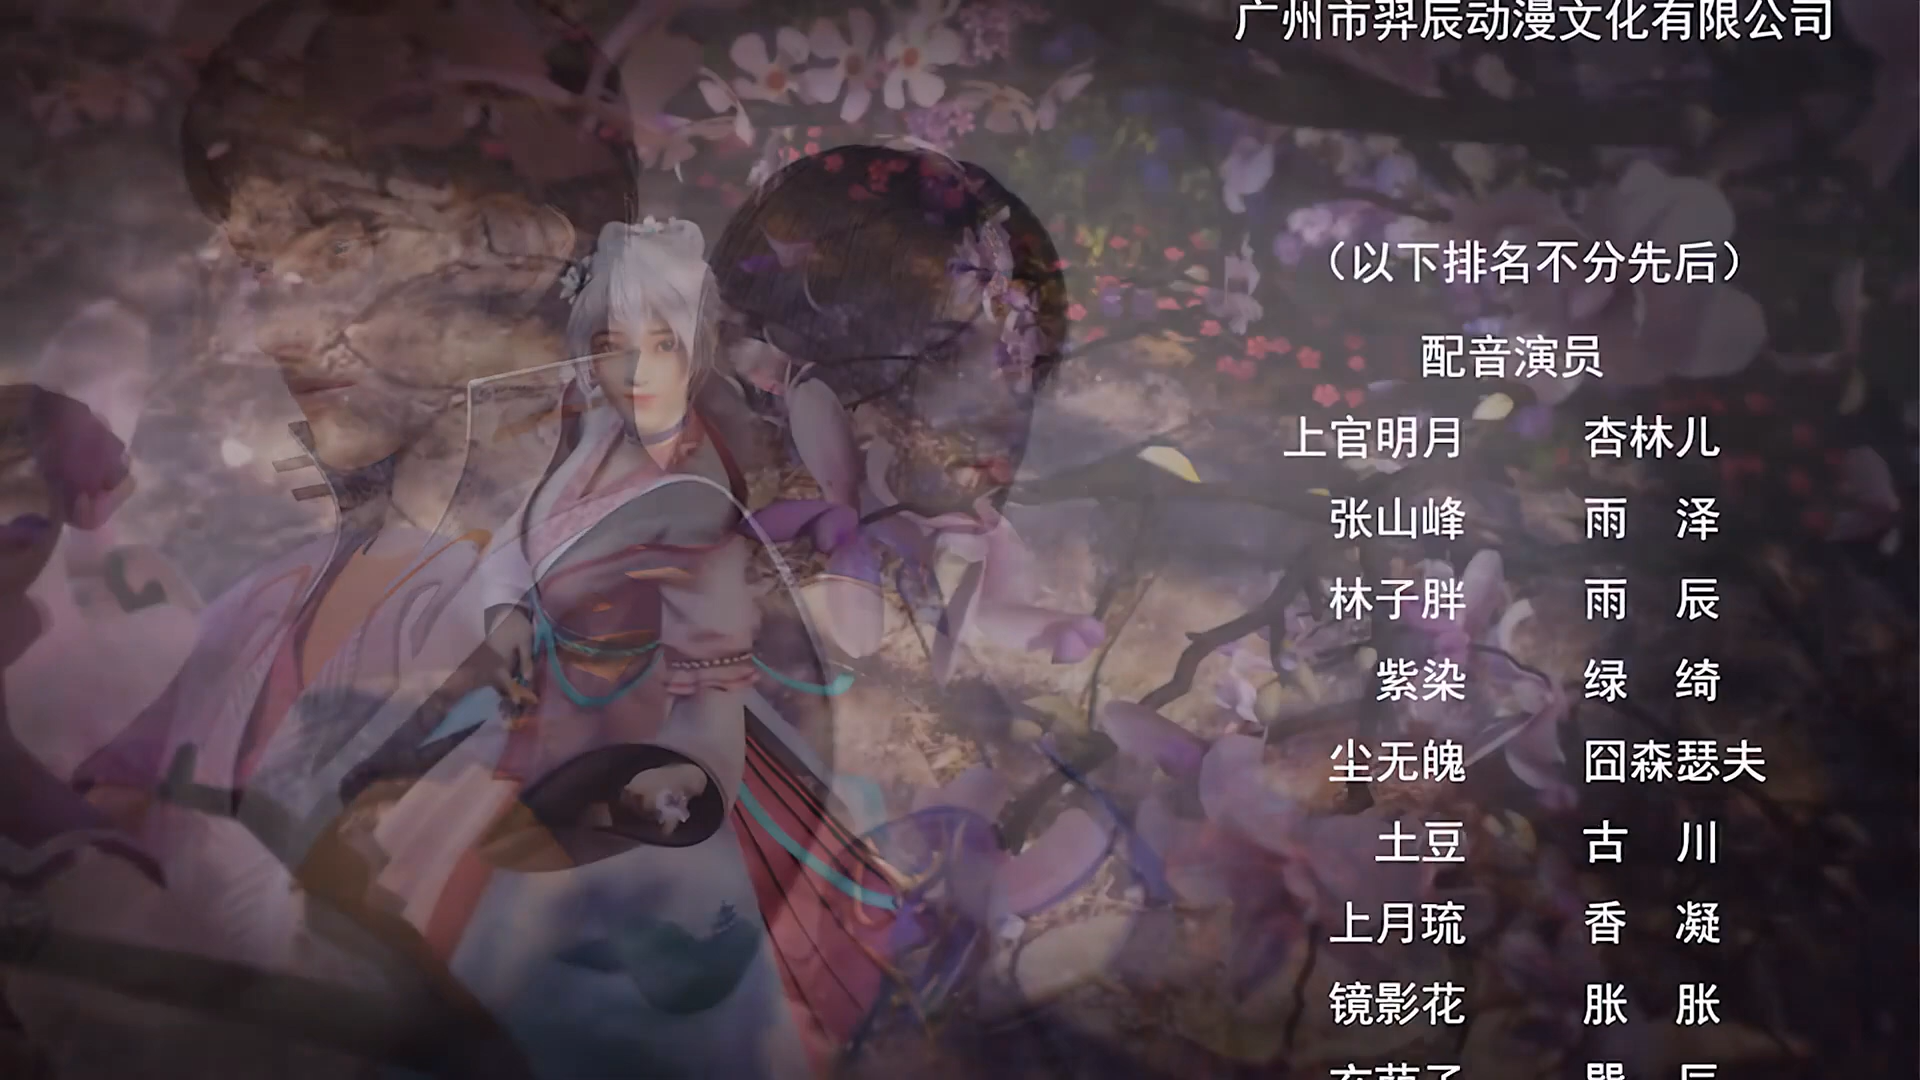 广州市羿辰动漫文化有限公司
（以下排名不分先后）
配音演员
上官明月 杏林儿
张山峰 雨 泽
林子胖 雨 辰
紫染 绿 绮
尘无魄 囧森瑟夫
土豆 古 川
上月琉 香 凝
镜影花 胀 胀